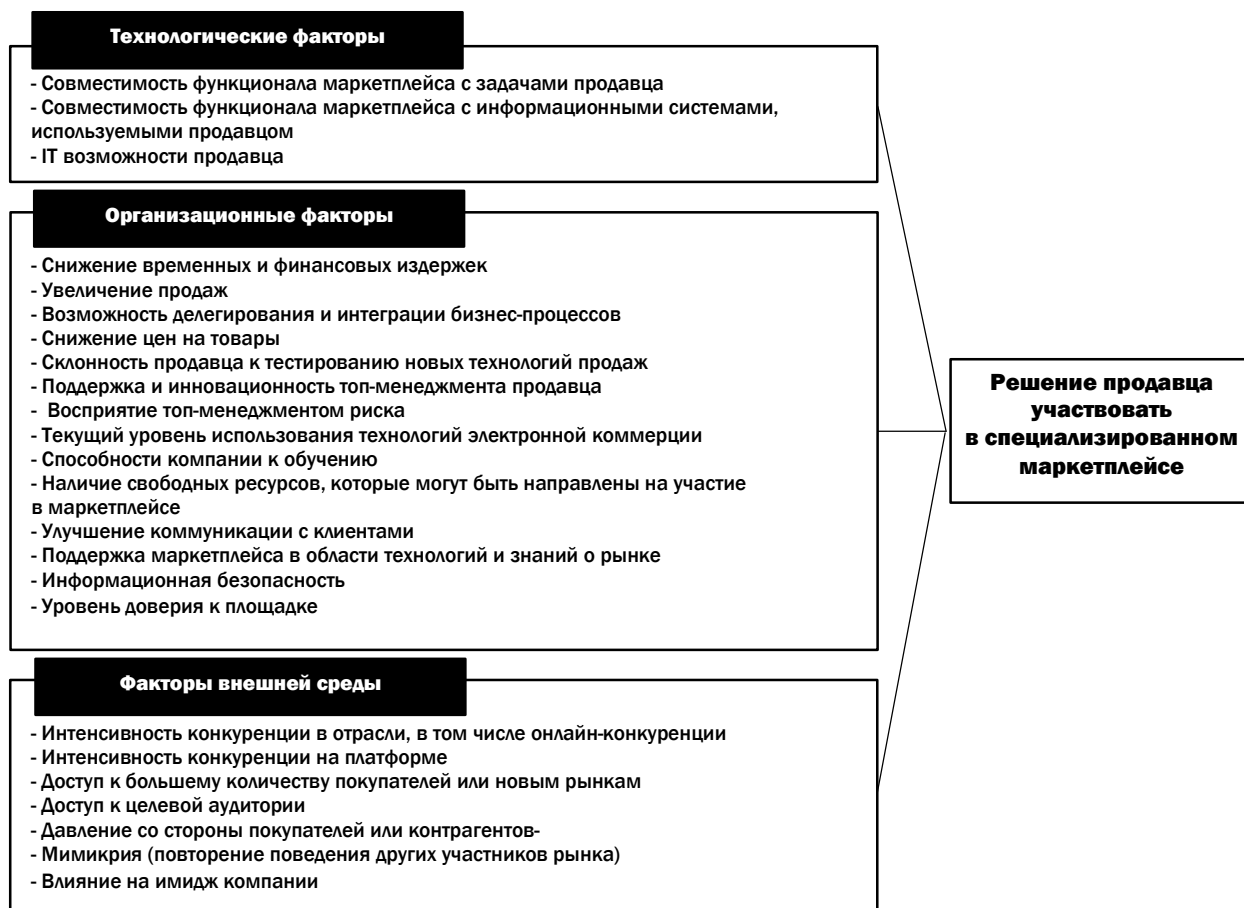 Технологические факторы
- Совместимость функционала маркетплейса с задачами продавца
- Совместимость функционала маркетплейса с информационными системами,
используемыми продавцом
- IT возможности продавца
Организационные факторы
- Снижение временных и финансовых издержек
- Увеличение продаж
- Возможность делегирования и интеграции бизнес-процессов
- Снижение цен на товары
- Склонность продавца к тестированию новых технологий продаж
- Поддержка и инновационность топ-менеджмента продавца
- Восприятие топ-менеджментом риска
- Текущий уровень использования технологий электронной коммерции
- Способности компании к обучению
- Наличие свободных ресурсов, которые могут быть направлены на участие
в маркетплейсе
- Улучшение коммуникации с клиентами
- Поддержка маркетплейса в области технологий и знаний о рынке
- Информационная безопасность
- Уровень доверия к площадке
Факторы внешней среды
- Интенсивность конкуренции в отрасли, в том числе онлайн-конкуренции
- Интенсивность конкуренции на платформе
- Доступ к большему количеству покупателей или новым рынкам
- Доступ к целевой аудитории
- Давление со стороны покупателей или контрагентов-
- Мимикрия (повторение поведения других участников рынка)
- Влияние на имидж компании
Решение продавца
участвовать
в специализированном
маркетплейсе